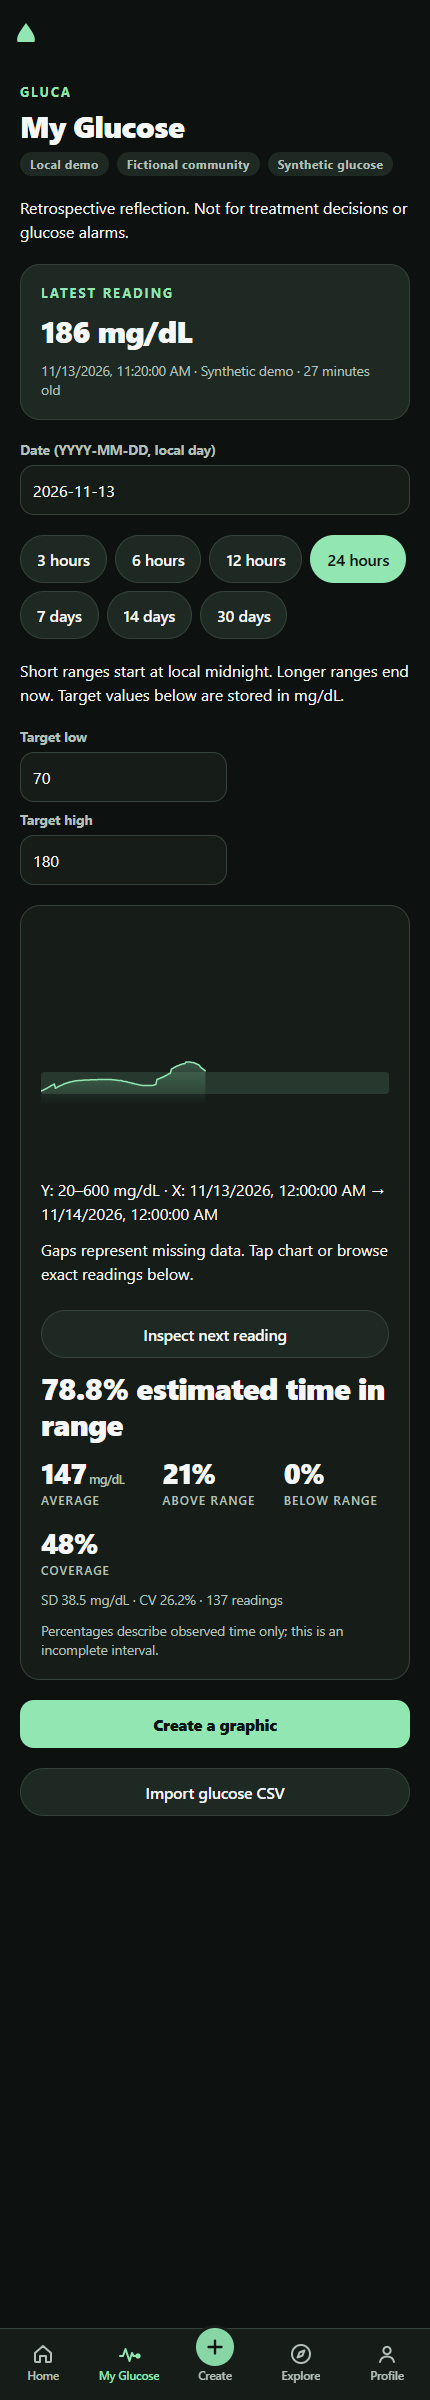 GLUCA
My Glucose
Local demo
Fictional community
Synthetic glucose
Retrospective reflection. Not for treatment decisions or
glucose alarms.
LATEST READING
186 mg/dL
11/13/2026, 11:20:00 AM · Synthetic demo · 27 minutes
old
Date (YYYY-MM-DD, local day)
2026-11-13
3 hours
6 hours
12 hours
24 hours
7 days
14 days
30 days
Short ranges start at local midnight. Longer ranges end
now. Target values below are stored in mg/dL.
Target low
70
Target high
180
Y: 20–600 mg/dL · X: 11/13/2026, 12:00:00 AM →
11/14/2026, 12:00:00 AM
Gaps represent missing data. Tap chart or browse
exact readings below.
Inspect next reading
78.8% estimated time in
range
147 mg/dL
AVERAGE
21%
ABOVE RANGE
0%
BELOW RANGE
48%
COVERAGE
SD 38.5 mg/dL · CV 26.2% · 137 readings
Percentages describe observed time only; this is an
incomplete interval.
Create a graphic
Import glucose CSV
Home
My Glucose
Create
Explore
Profile